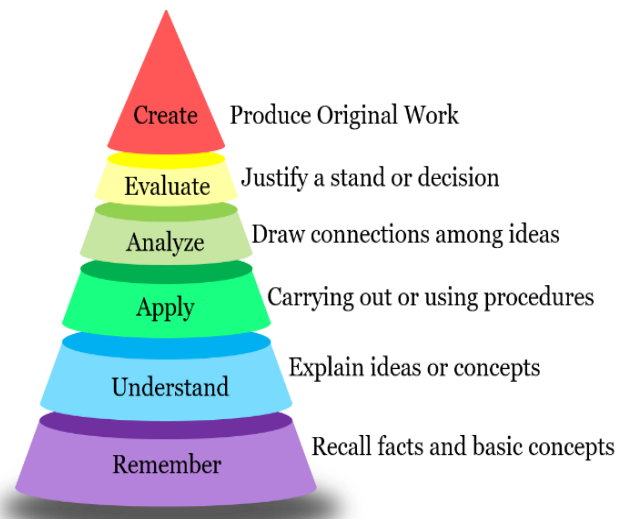 Create Produce Original Work
Evaluate Justify a stand or decision
Analyze Draw connections among ideas
Apply Carrying out or using procedures
Understand Explain ideas or concepts
Remember Recall facts and basic concepts